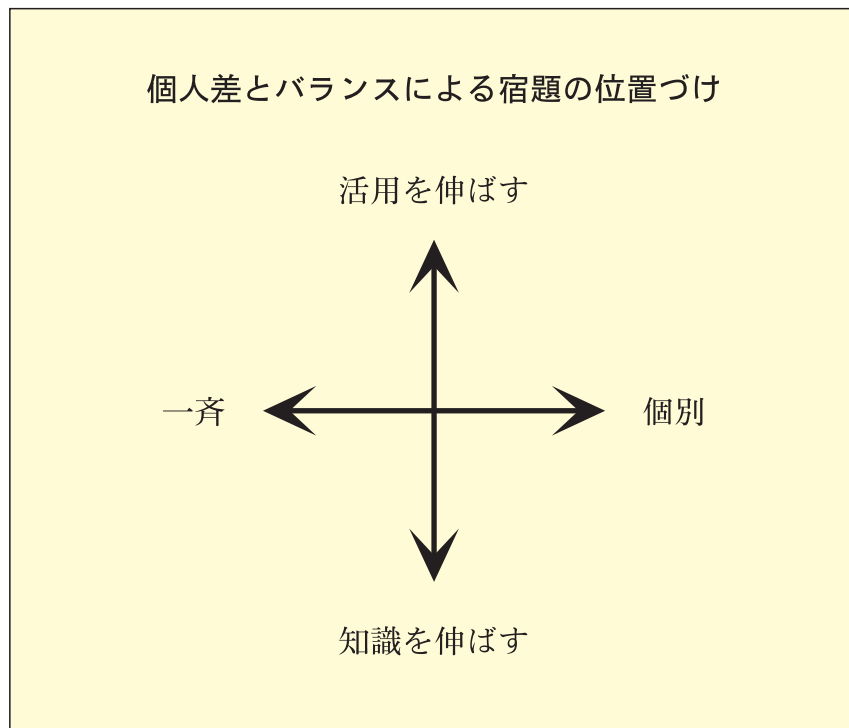 個人差とバランスによる宿題の位置づけ
活用を伸ばす
一斉
個別
知識を伸ばす